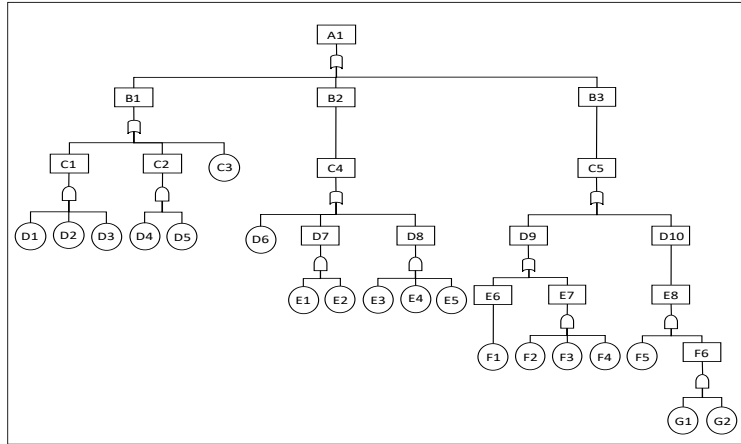 A1
B1 B2 B3
C1 C2 C3 C4 C5
D1 D2 D3 D4 D5 D6 D7 D8 D9 D10
E1 E2 E3 E4 E5 E6 E7 E8
F1 F2 F3 F4 F5 F6
G1 G2